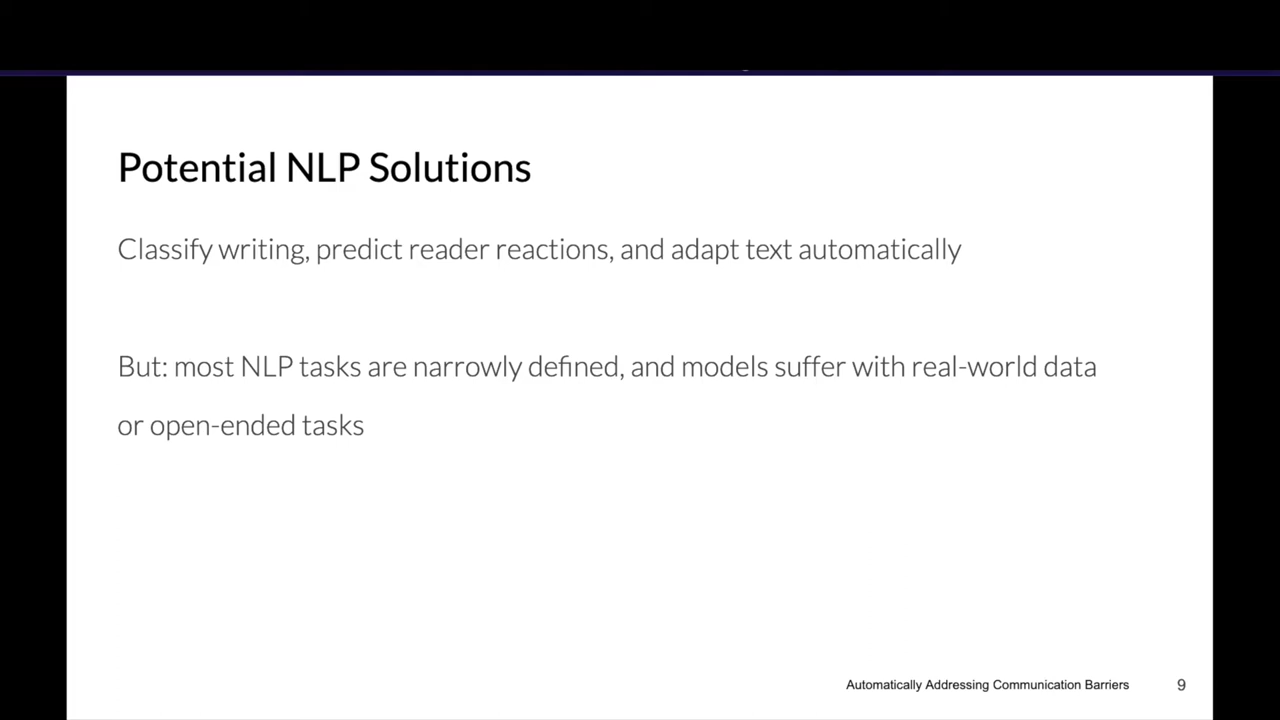 Potential NLP Solutions
Classify writing, predict reader reactions, and adapt text automatically
But: most NLP tasks are narrowly defined, and models suffer with real-world data
or open-ended tasks
Automatically Addressing Communication Barriers
9